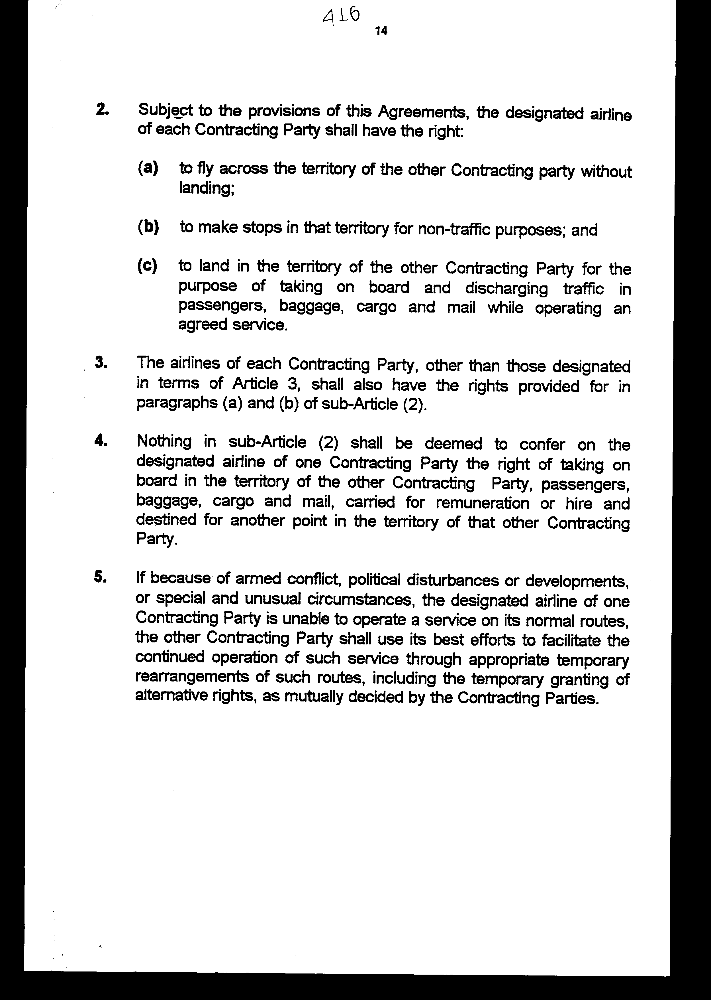 416
14
2. Subject to the provisions of this Agreements, the designated airline
of each Contracting Party shall have the right:
(a) to fly across the territory of the other Contracting party without
landing;
(b) to make stops in that territory for non-traffic purposes; and
(c) to land in the territory of the other Contracting Party for the
purpose of taking on board and discharging traffic in
passengers, baggage, cargo and mail while operating an
agreed service.
3. The airlines of each Contracting Party, other than those designated
in terms of Article 3, shall also have the rights provided for in
paragraphs (a) and (b) of sub-Article (2).
4. Nothing in sub-Article (2) shall be deemed to confer on the
designated airline of one Contracting Party the right of taking on
board in the territory of the other Contracting Party, passengers,
baggage, cargo and mail, carried for remuneration or hire and
destined for another point in the territory of that other Contracting
Party.
5. If because of armed conflict, political disturbances or developments,
or special and unusual circumstances, the designated airline of one
Contracting Party is unable to operate a service on its normal routes,
the other Contracting Party shall use its best efforts to facilitate the
continued operation of such service through appropriate temporary
rearrangements of such routes, including the temporary granting of
alternative rights, as mutually decided by the Contracting Parties.